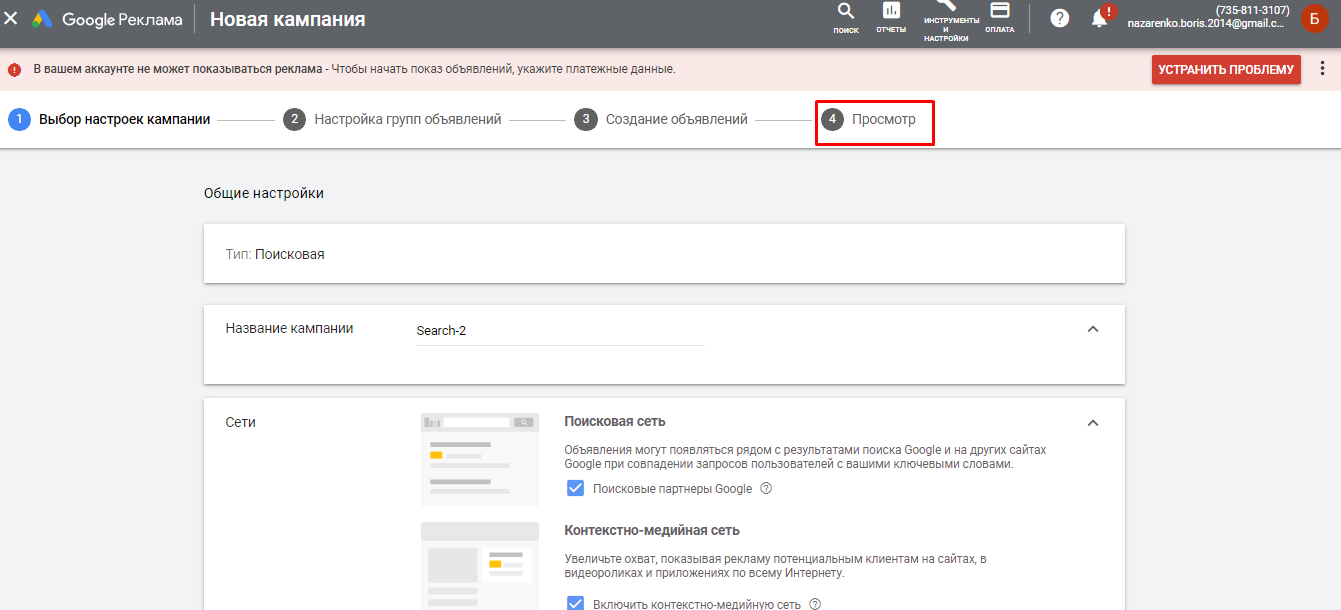 Google Реклама
Новая кампания
ПОИСК
ОТЧЕТЫ
ИНСТРУМЕНТЫ
И
НАСТРОЙКИ
ОПЛАТА
?
!
(735-811-3107)
nazarenko.boris.2014@gmail.c...
Б
! В вашем аккаунте не может показываться реклама - Чтобы начать показ объявлений, укажите платежные данные.
УСТРАНИТЬ ПРОБЛЕМУ
1 Выбор настроек кампании
2 Настройка групп объявлений
3 Создание объявлений
4 Просмотр
Общие настройки
Тип: Поисковая
Название кампании
Search-2
Сети
Поисковая сеть
Объявления могут появляться рядом с результатами поиска Google и на других сайтах
Google при совпадении запросов пользователей с вашими ключевыми словами.
Поисковые партнеры Google ?
Контекстно-медийная сеть
Увеличьте охват, показывая рекламу потенциальным клиентам на сайтах, в
видеороликах и приложениях по всему Интернету.
Включить контекстно-медийную сеть ?